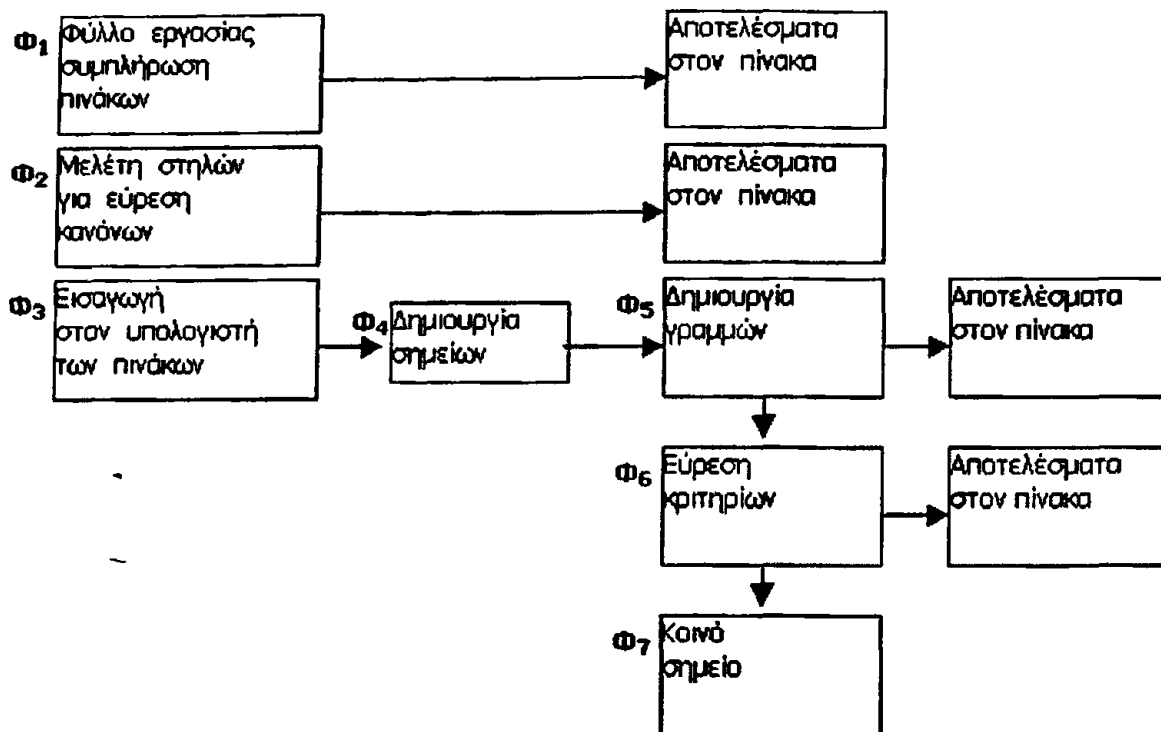 Φ1 Φύλλο εργασίας
συμπλήρωση
πινάκων
Αποτελέσματα
στον πίνακα
Φ2 Μελέτη στηλών
για εύρεση
κανόνων
Αποτελέσματα
στον πίνακα
Φ3 Εισαγωγή
στον υπολογιστή
των πινάκων
Φ4 Δημιουργία
σημείων
Φ5 Δημιουργία
γραμμών
Αποτελέσματα
στον πίνακα
Φ6 Εύρεση
κριτηρίων
Αποτελέσματα
στον πίνακα
Φ7 Κοινό
σημείο